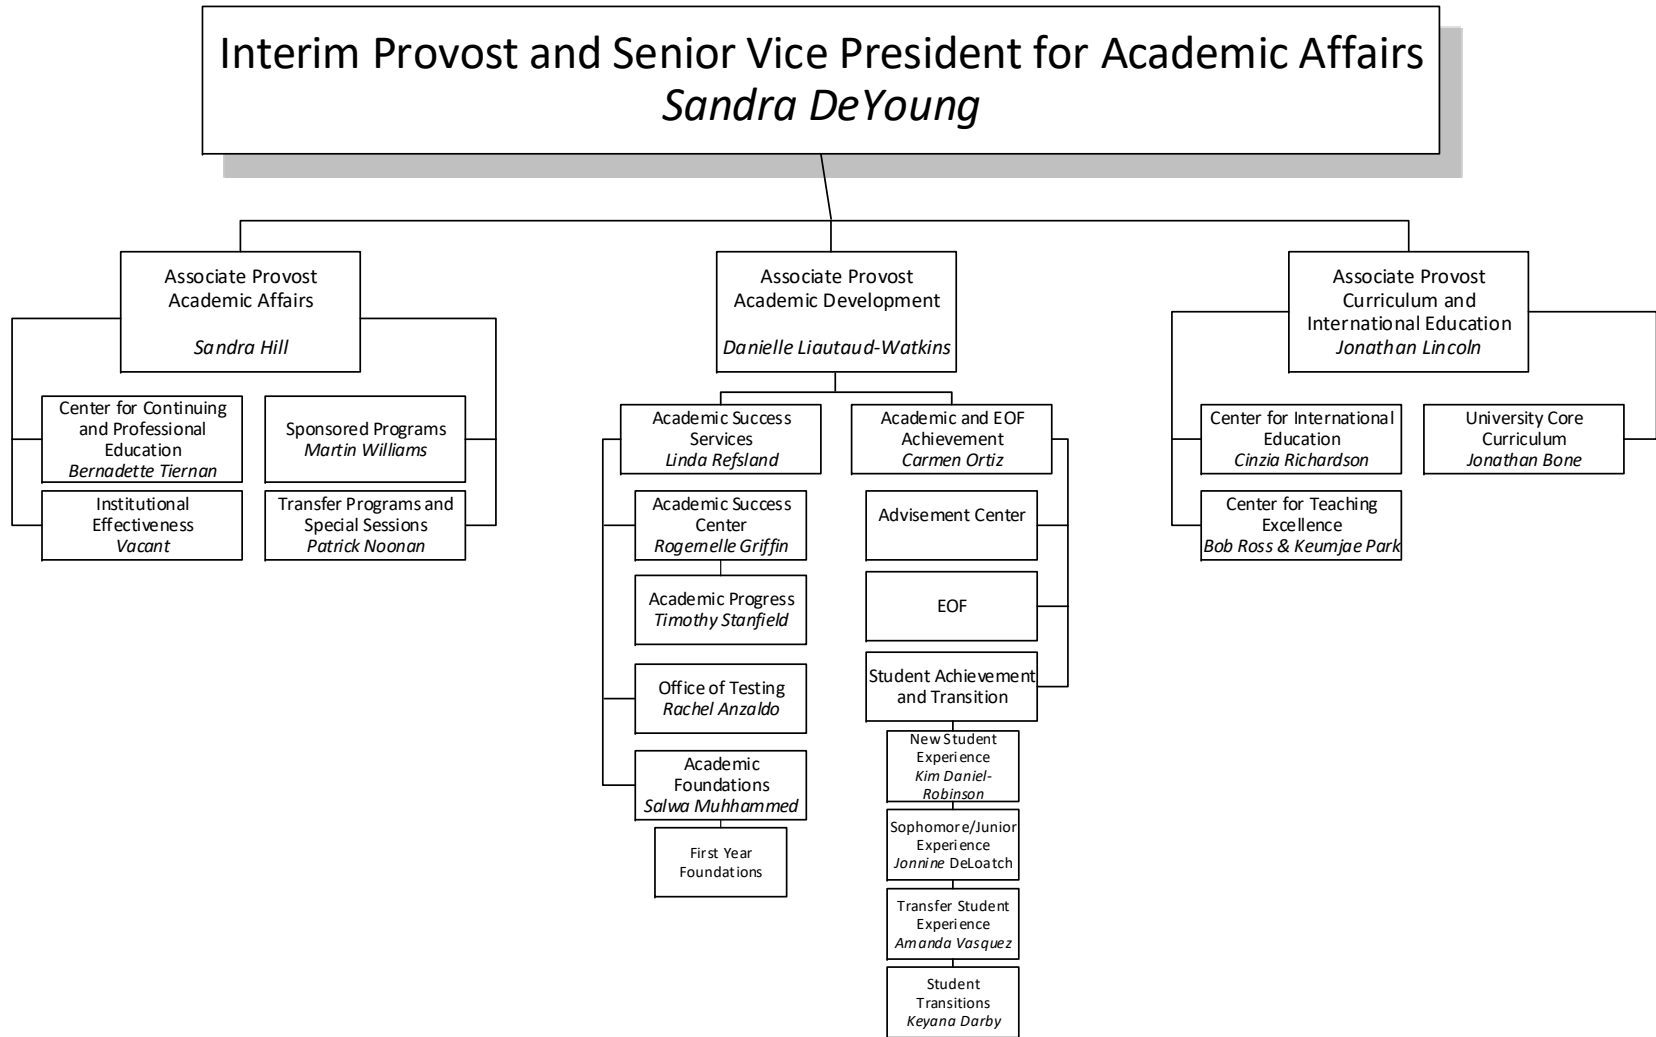 Interim Provost and Senior Vice President for Academic Affairs
Sandra DeYoung
Associate Provost
Academic Affairs
Sandra Hill
Center for Continuing
and Professional
Education
Bernadette Tiernan
Sponsored Programs
Martin Williams
Institutional
Effectiveness
Vacant
Transfer Programs and
Special Sessions
Patrick Noonan
Associate Provost
Academic Development
Danielle Liautaud-Watkins
Academic Success
Services
Linda Refsland
Academic Success
Center
Rogernelle Griffin
Academic Progress
Timothy Stanfield
Office of Testing
Rachel Anzaldo
Academic
Foundations
Salwa Muhhammed
First Year
Foundations
Academic and EOF
Achievement
Carmen Ortiz
Advisement Center
EOF
Student Achievement
and Transition
New Student
Experience
Kim Daniel-
Robinson
Sophomore/Junior
Experience
Jonnine DeLoatch
Transfer Student
Experience
Amanda Vasquez
Student
Transitions
Keyana Darby
Associate Provost
Curriculum and
International Education
Jonathan Lincoln
Center for International
Education
Cinzia Richardson
Center for Teaching
Excellence
Bob Ross & Keumjae Park
University Core
Curriculum
Jonathan Bone